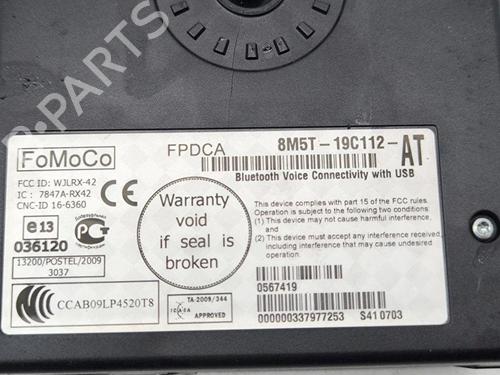 B-PARTS
FoMoCo
FPDCA
8M5T-19C112-AT
Bluetooth Voice Connectivity with USB
FCC ID: WJLRX-42
IC : 7847A-RX42
CNC-ID 16-6360
CE
e13
036120
13200/POSTEL/2009
3037
CCAB09LP4520T8
Warranty
void
if seal is
broken
TA-2009/344
ICASA
APPROVED
This device complies with part 15 of the FCC rules.
Operation is subject to the following two conditions:
(1) This device may not cause harmful interference,
and
(2) This device must accept any interference received,
including interference that may cause undesired
operation.
0567419
000000337977253
S41 0703